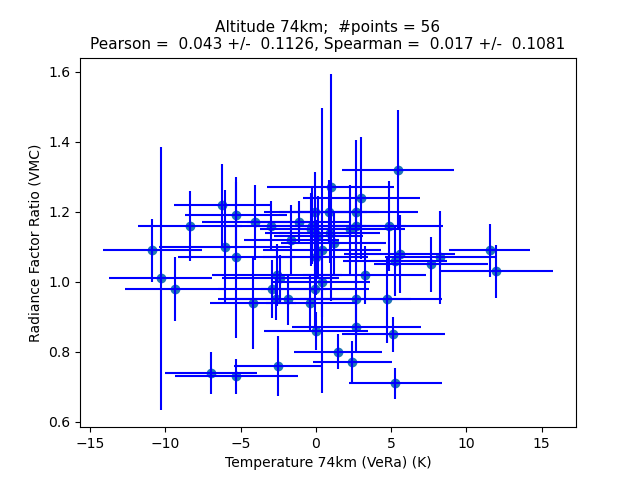 Altitude 74km;  #points = 56
Pearson =  0.043 +/-  0.1126, Spearman =  0.017 +/-  0.1081
1.6
1.4
1.2
1.0
0.8
0.6
Radiance Factor Ratio (VMC)
−15 −10 −5 0 5 10 15
Temperature 74km (VeRa) (K)